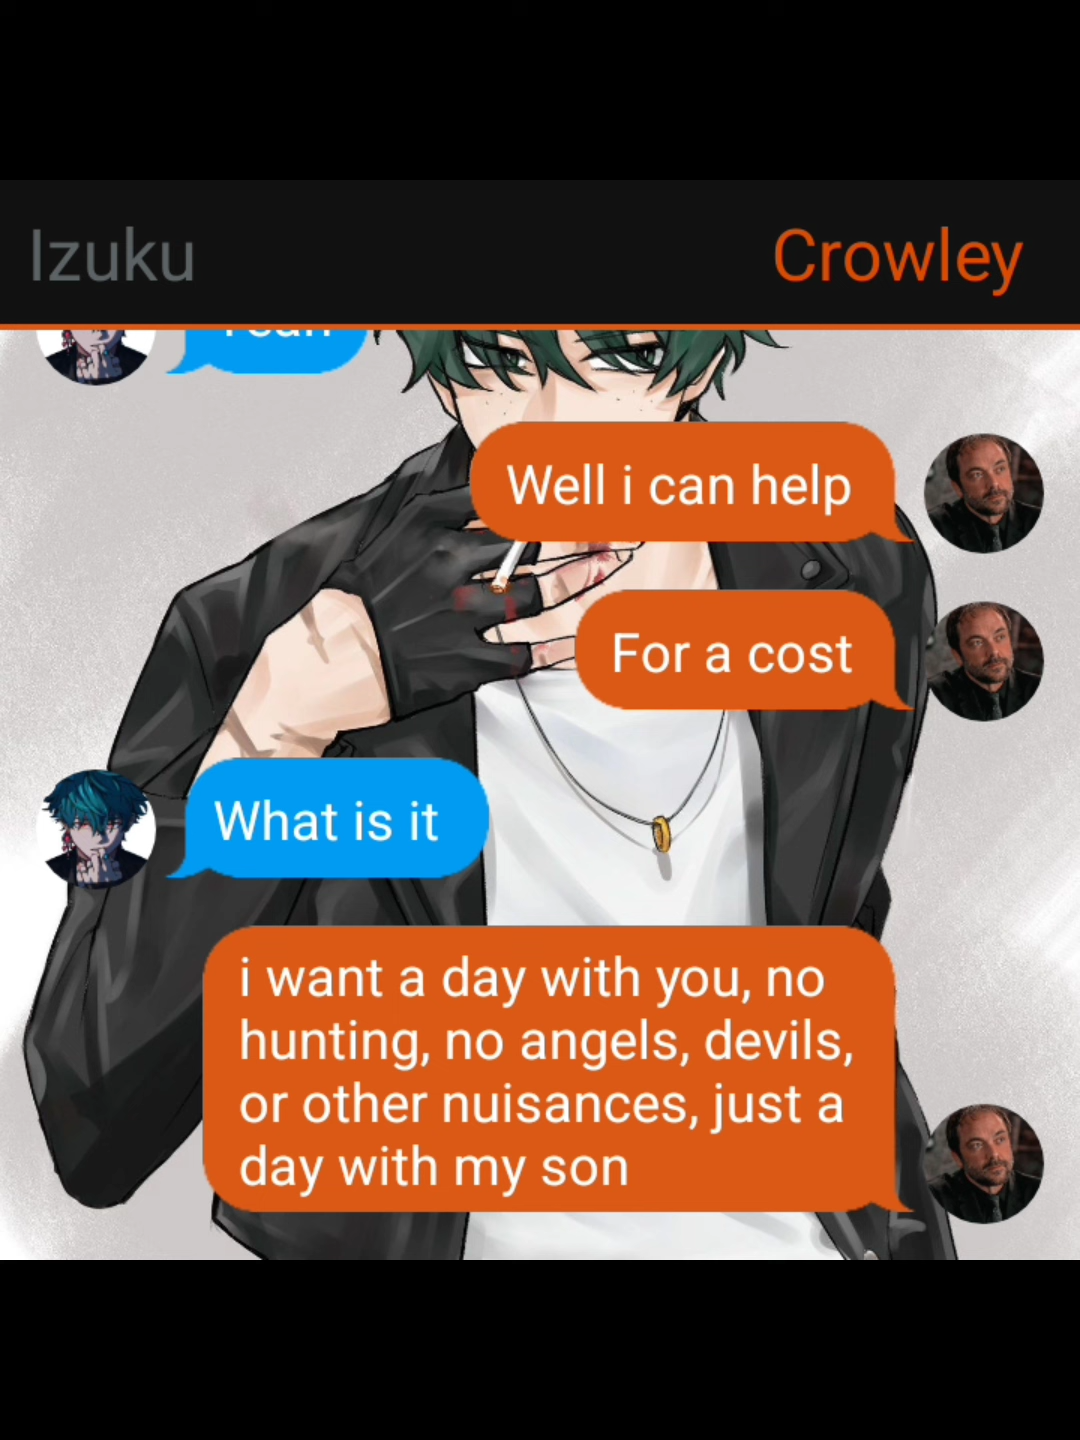 Izuku
Crowley
Yeah
Well i can help
For a cost
What is it
i want a day with you, no
hunting, no angels, devils,
or other nuisances, just a
day with my son